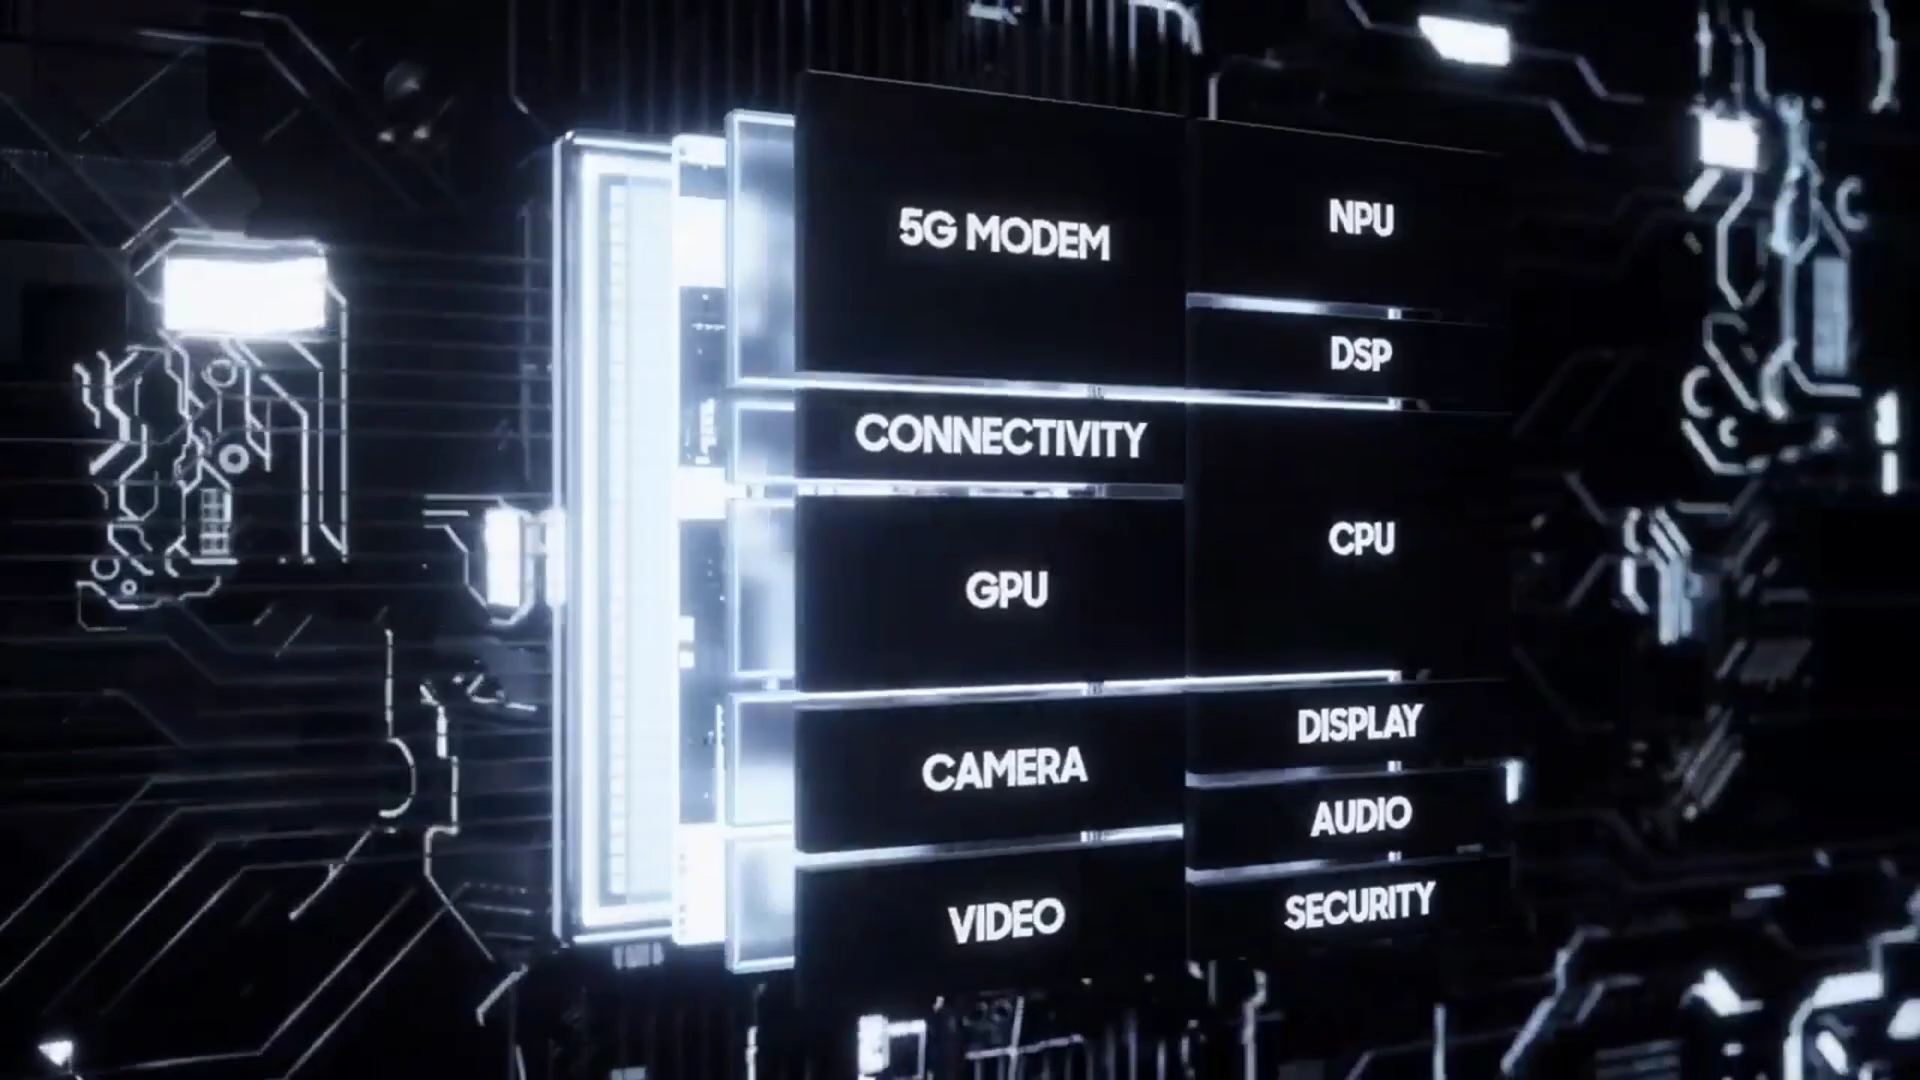 5G MODEM
CONNECTIVITY
GPU
CAMERA
VIDEO
NPU
DSP
CPU
DISPLAY
AUDIO
SECURITY